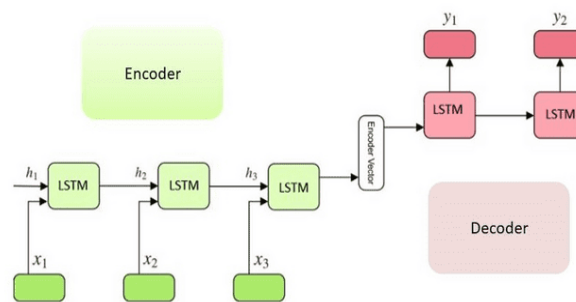 y1
y2
Encoder
LSTM
LSTM
Encoder Vector
h1
h2
h3
LSTM
LSTM
LSTM
Decoder
x1
x2
x3